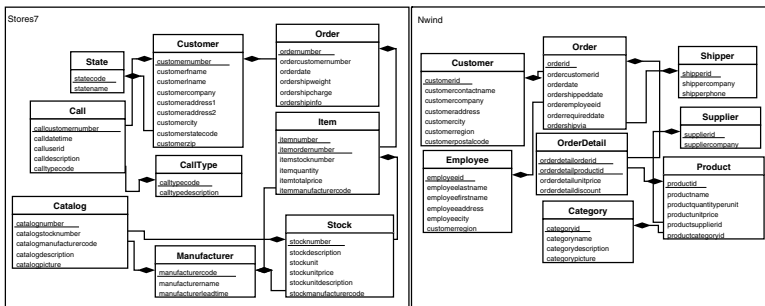 Stores7
State
statecode
statename
Customer
customernumber
customerfname
customerlname
customercompany
customeraddress1
customeraddress2
customercity
customerstatecode
customerzip
Order
ordernumber
ordercustomernumber
orderdate
ordershipweight
ordershipcharge
ordershipinfo
Call
callcustomernumber
calldatetime
calluserid
calldescription
calltypecode
CallType
calltypecode
calltypedescription
Item
itemnumber
itemordernumber
itemstocknumber
itemquantity
itemtotalprice
itemmanufacturercode
Catalog
catalognumber
catalogstocknumber
catalogmanufacturercode
catalogdescription
catalogpicture
Manufacturer
manufacturercode
manufacturername
manufacturerleadtime
Stock
stocknumber
stockdescription
stockunit
stockunitprice
stockunitdescription
stockmanufacturercode
Nwind
Customer
customerid
customercontactname
customercompany
customeraddress
customercity
customerregion
customerpostalcode
Order
orderid
ordercustomerid
orderdate
ordershippeddate
orderemployeeid
orderrequireddate
ordershipvia
Shipper
shipperid
shippercompany
shipperphone
Supplier
supplierid
suppliercompany
Employee
employeeid
employeelastname
employeefirstname
employeeaddress
employeecity
customerregion
OrderDetail
orderdetailorderid
orderdetailproductid
orderdetailunitprice
orderdetaildiscount
Product
productid
productname
productquantityperunit
productunitprice
productsupplierid
productcategoryid
Category
categoryid
categoryname
categorydescription
categorypicture